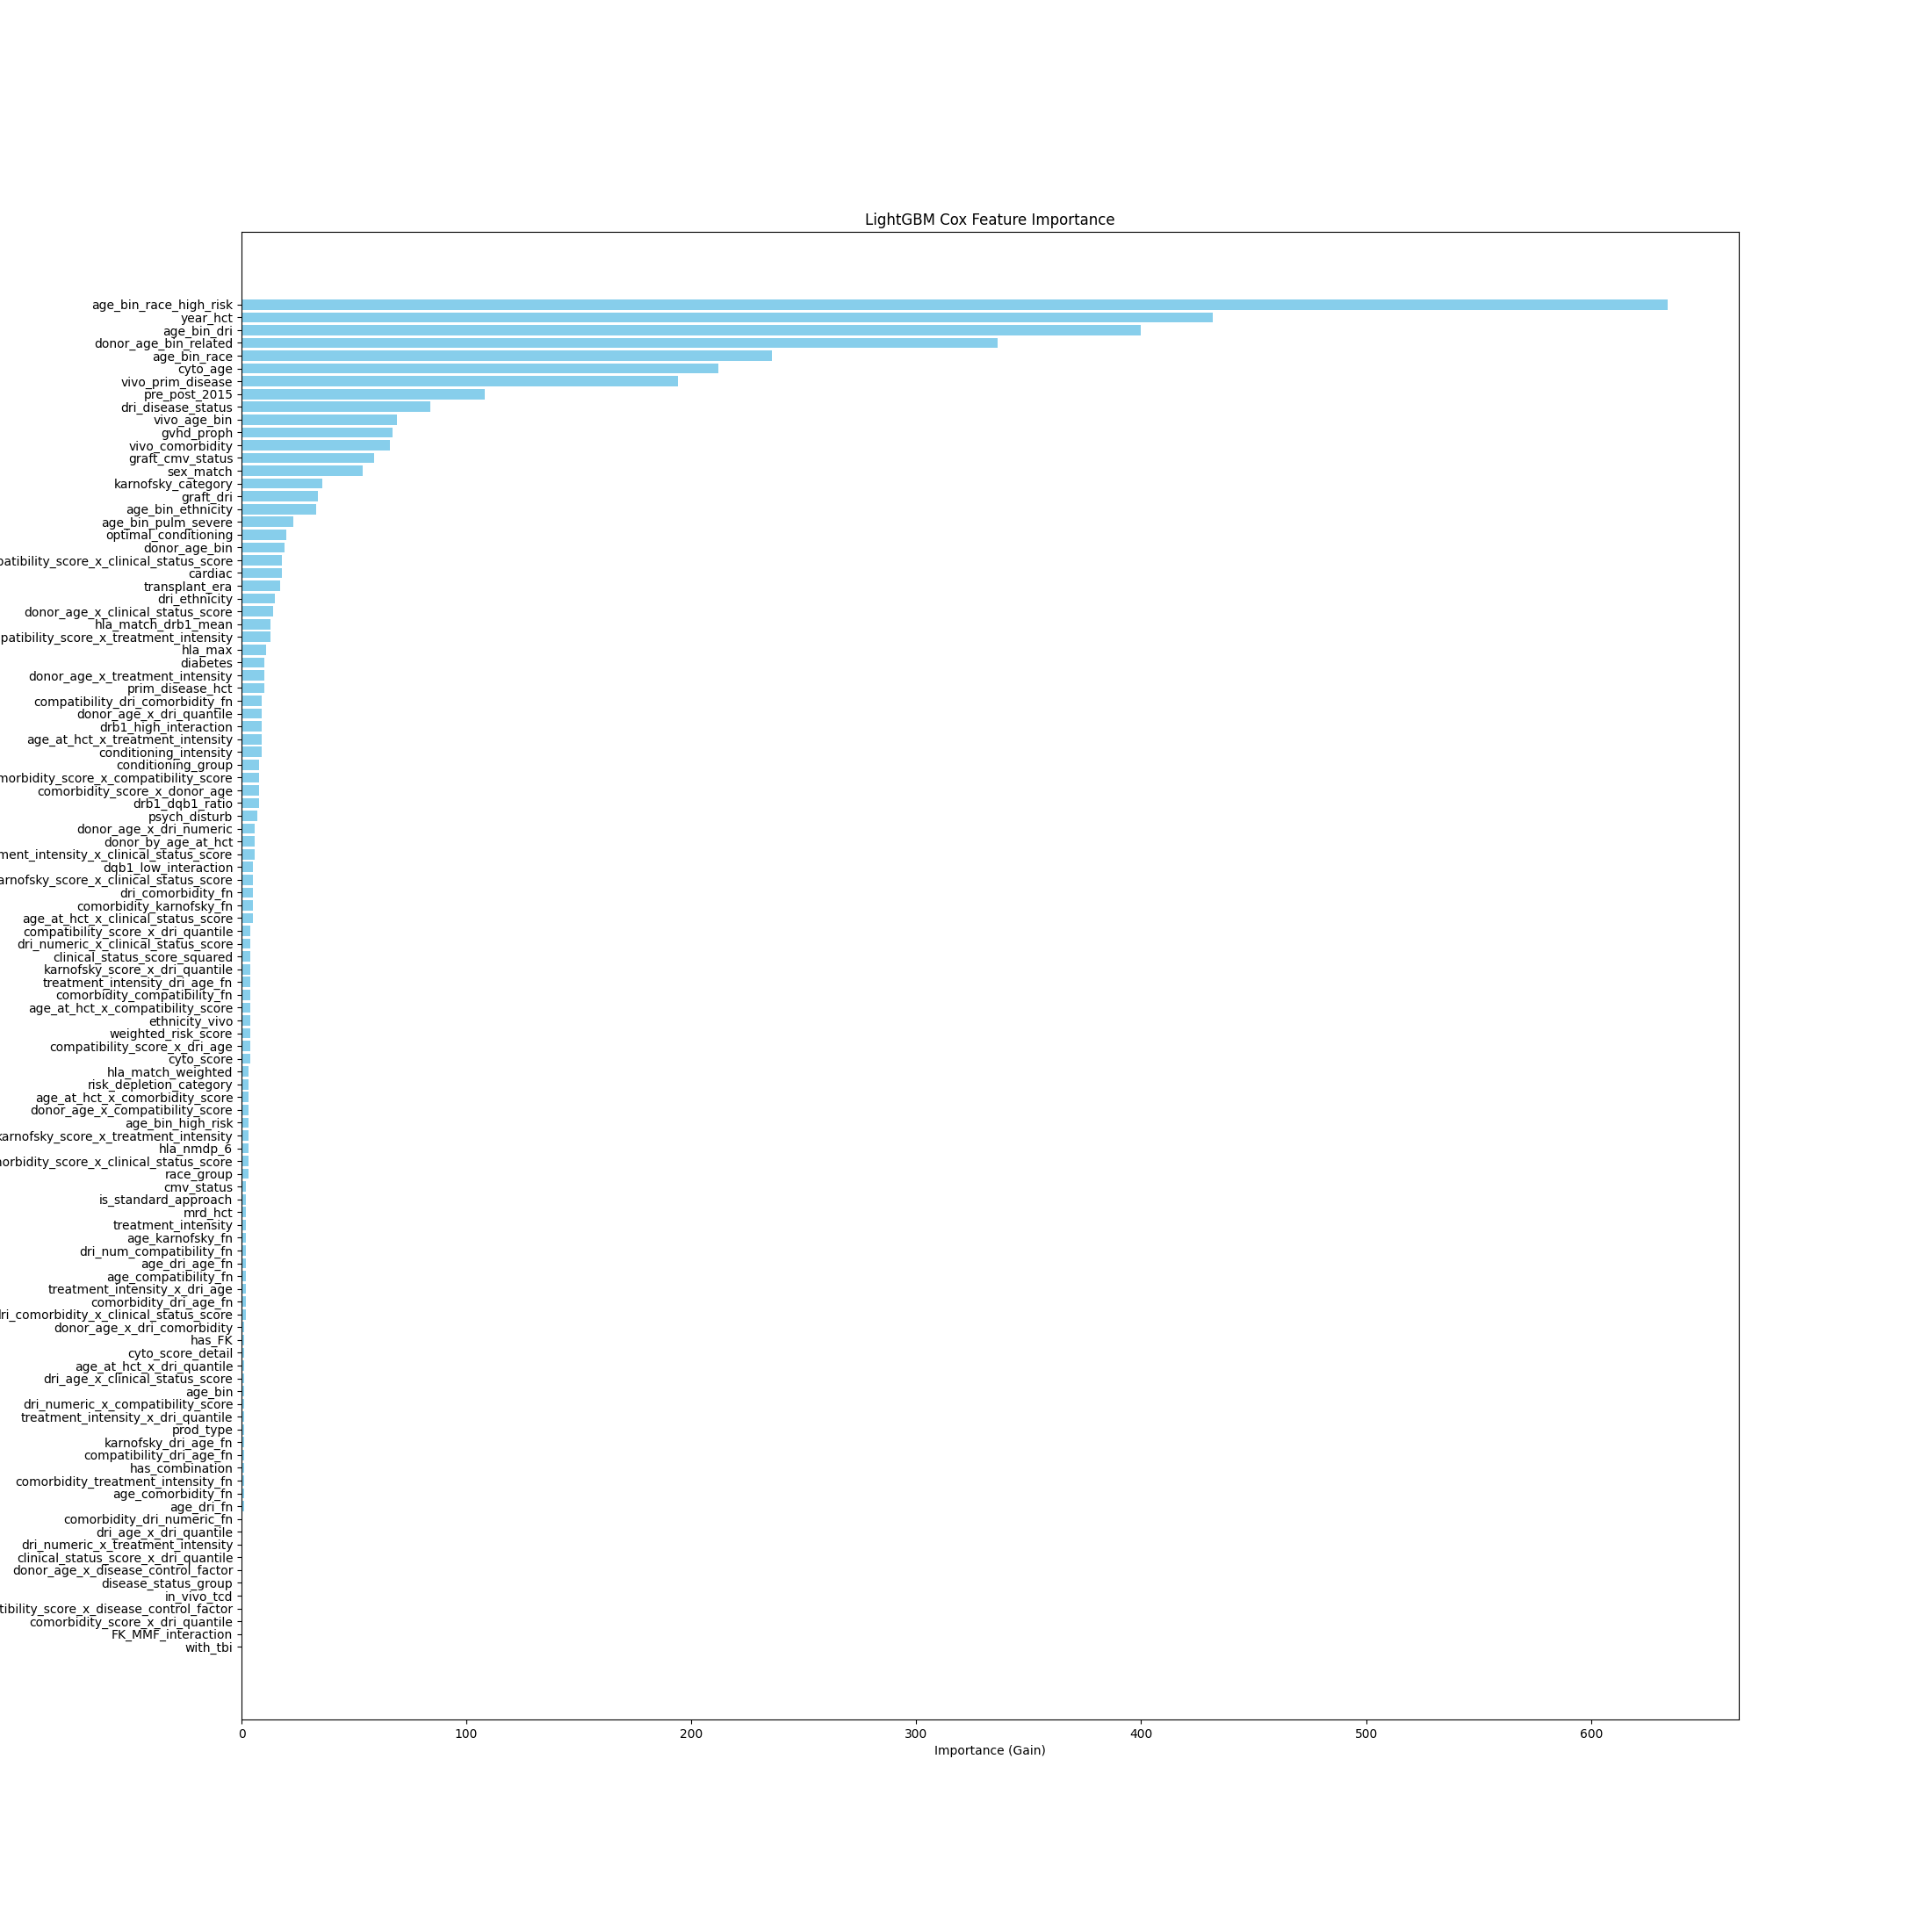 LightGBM Cox Feature Importance
age_bin_race_high_risk
year_hct
age_bin_dri
donor_age_bin_related
age_bin_race
cyto_age
vivo_prim_disease
pre_post_2015
dri_disease_status
vivo_age_bin
gvhd_proph
vivo_comorbidity
graft_cmv_status
sex_match
karnofsky_category
graft_dri
age_bin_ethnicity
age_bin_pulm_severe
optimal_conditioning
donor_age_bin
patibility_score_x_clinical_status_score
cardiac
transplant_era
dri_ethnicity
donor_age_x_clinical_status_score
hla_match_drb1_mean
patibility_score_x_treatment_intensity
hla_max
diabetes
donor_age_x_treatment_intensity
prim_disease_hct
compatibility_dri_comorbidity_fn
donor_age_x_dri_quantile
drb1_high_interaction
age_at_hct_x_treatment_intensity
conditioning_intensity
conditioning_group
morbidity_score_x_compatibility_score
comorbidity_score_x_donor_age
drb1_dqb1_ratio
psych_disturb
donor_age_x_dri_numeric
donor_by_age_at_hct
ment_intensity_x_clinical_status_score
dqb1_low_interaction
arnofsky_score_x_clinical_status_score
dri_comorbidity_fn
comorbidity_karnofsky_fn
age_at_hct_x_clinical_status_score
compatibility_score_x_dri_quantile
dri_numeric_x_clinical_status_score
clinical_status_score_squared
karnofsky_score_x_dri_quantile
treatment_intensity_dri_age_fn
comorbidity_compatibility_fn
age_at_hct_x_compatibility_score
ethnicity_vivo
weighted_risk_score
compatibility_score_x_dri_age
cyto_score
hla_match_weighted
risk_depletion_category
age_at_hct_x_comorbidity_score
donor_age_x_compatibility_score
age_bin_high_risk
karnofsky_score_x_treatment_intensity
hla_nmdp_6
orbidity_score_x_clinical_status_score
race_group
cmv_status
is_standard_approach
mrd_hct
treatment_intensity
age_karnofsky_fn
dri_num_compatibility_fn
age_dri_age_fn
age_compatibility_fn
treatment_intensity_x_dri_age
comorbidity_dri_age_fn
dri_comorbidity_x_clinical_status_score
donor_age_x_dri_comorbidity
has_FK
cyto_score_detail
age_at_hct_x_dri_quantile
dri_age_x_clinical_status_score
age_bin
dri_numeric_x_compatibility_score
treatment_intensity_x_dri_quantile
prod_type
karnofsky_dri_age_fn
compatibility_dri_age_fn
has_combination
comorbidity_treatment_intensity_fn
age_comorbidity_fn
age_dri_fn
comorbidity_dri_numeric_fn
dri_age_x_dri_quantile
dri_numeric_x_treatment_intensity
clinical_status_score_x_dri_quantile
donor_age_x_disease_control_factor
disease_status_group
in_vivo_tcd
tibility_score_x_disease_control_factor
comorbidity_score_x_dri_quantile
FK_MMF_interaction
with_tbi
0 100 200 300 400 500 600
Importance (Gain)